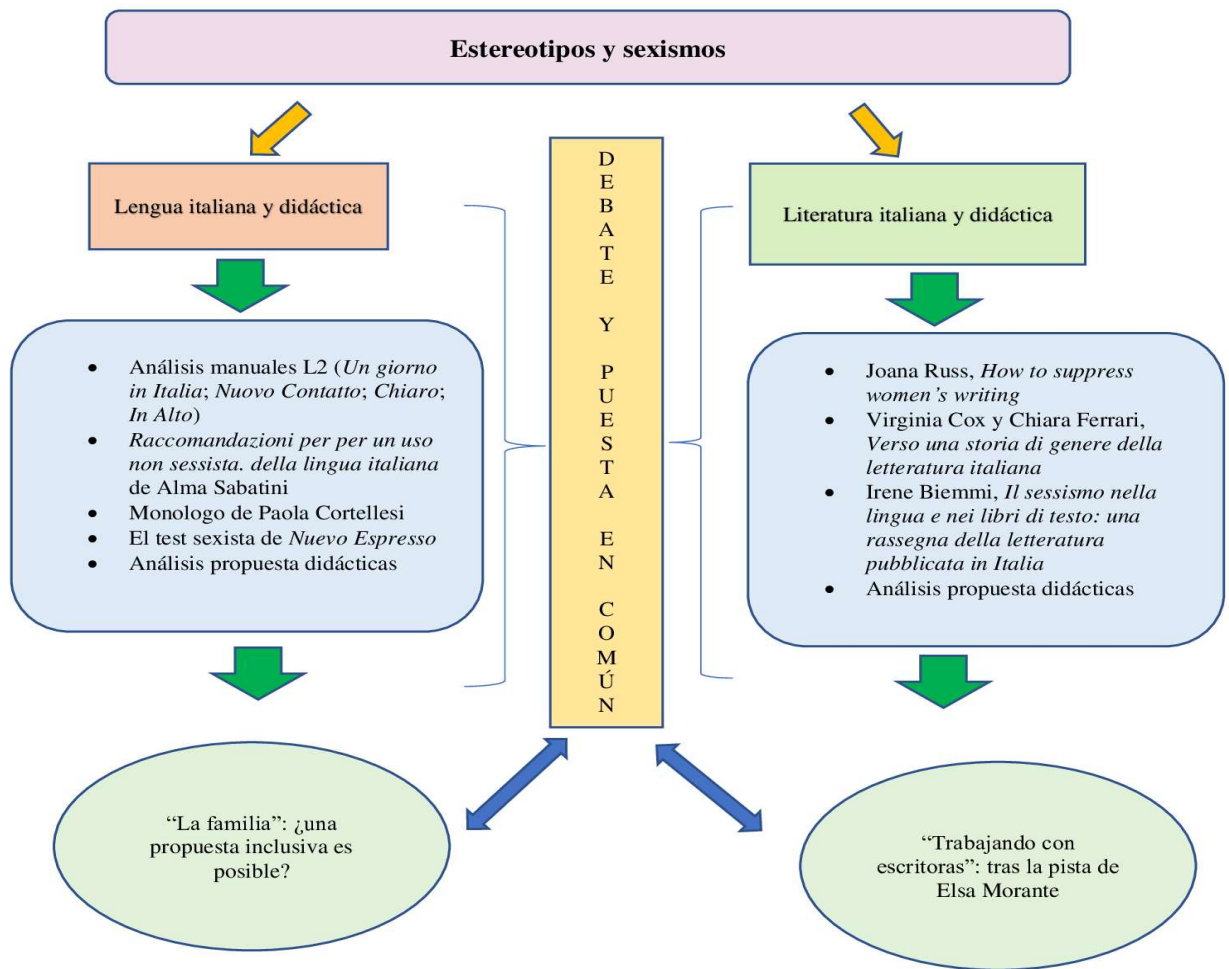 Estereotipos y sexismos
Lengua italiana y didáctica
• Análisis manuales L2 (Un giorno
in Italia; Nuovo Contatto; Chiaro;
In Alto)
• Raccomandazioni per per un uso
non sessista. della lingua italiana
de Alma Sabatini
• Monologo de Paola Cortellesi
• El test sexista de Nuevo Espresso
• Análisis propuesta didácticas
“La familia”: ¿una
propuesta inclusiva es
posible?
D
E
B
A
T
E
Y
P
U
E
S
T
A
E
N
C
O
M
Ú
N
Literatura italiana y didáctica
• Joana Russ, How to suppress
women’s writing
• Virginia Cox y Chiara Ferrari,
Verso una storia di genere della
letteratura italiana
• Irene Biemmi, Il sessismo nella
lingua e nei libri di testo: una
rassegna della letteratura
pubblicata in Italia
• Análisis propuesta didácticas
“Trabajando con
escritoras”: tras la pista de
Elsa Morante